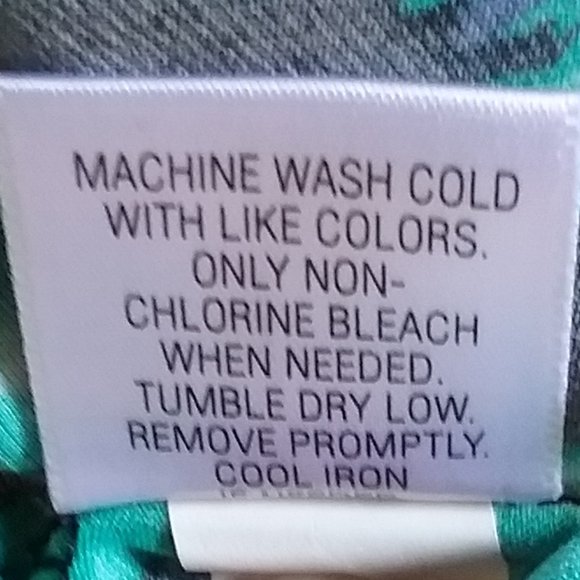 MACHINE WASH COLD
WITH LIKE COLORS.
ONLY NON-
CHLORINE BLEACH
WHEN NEEDED.
TUMBLE DRY LOW.
REMOVE PROMPTLY.
COOL IRON